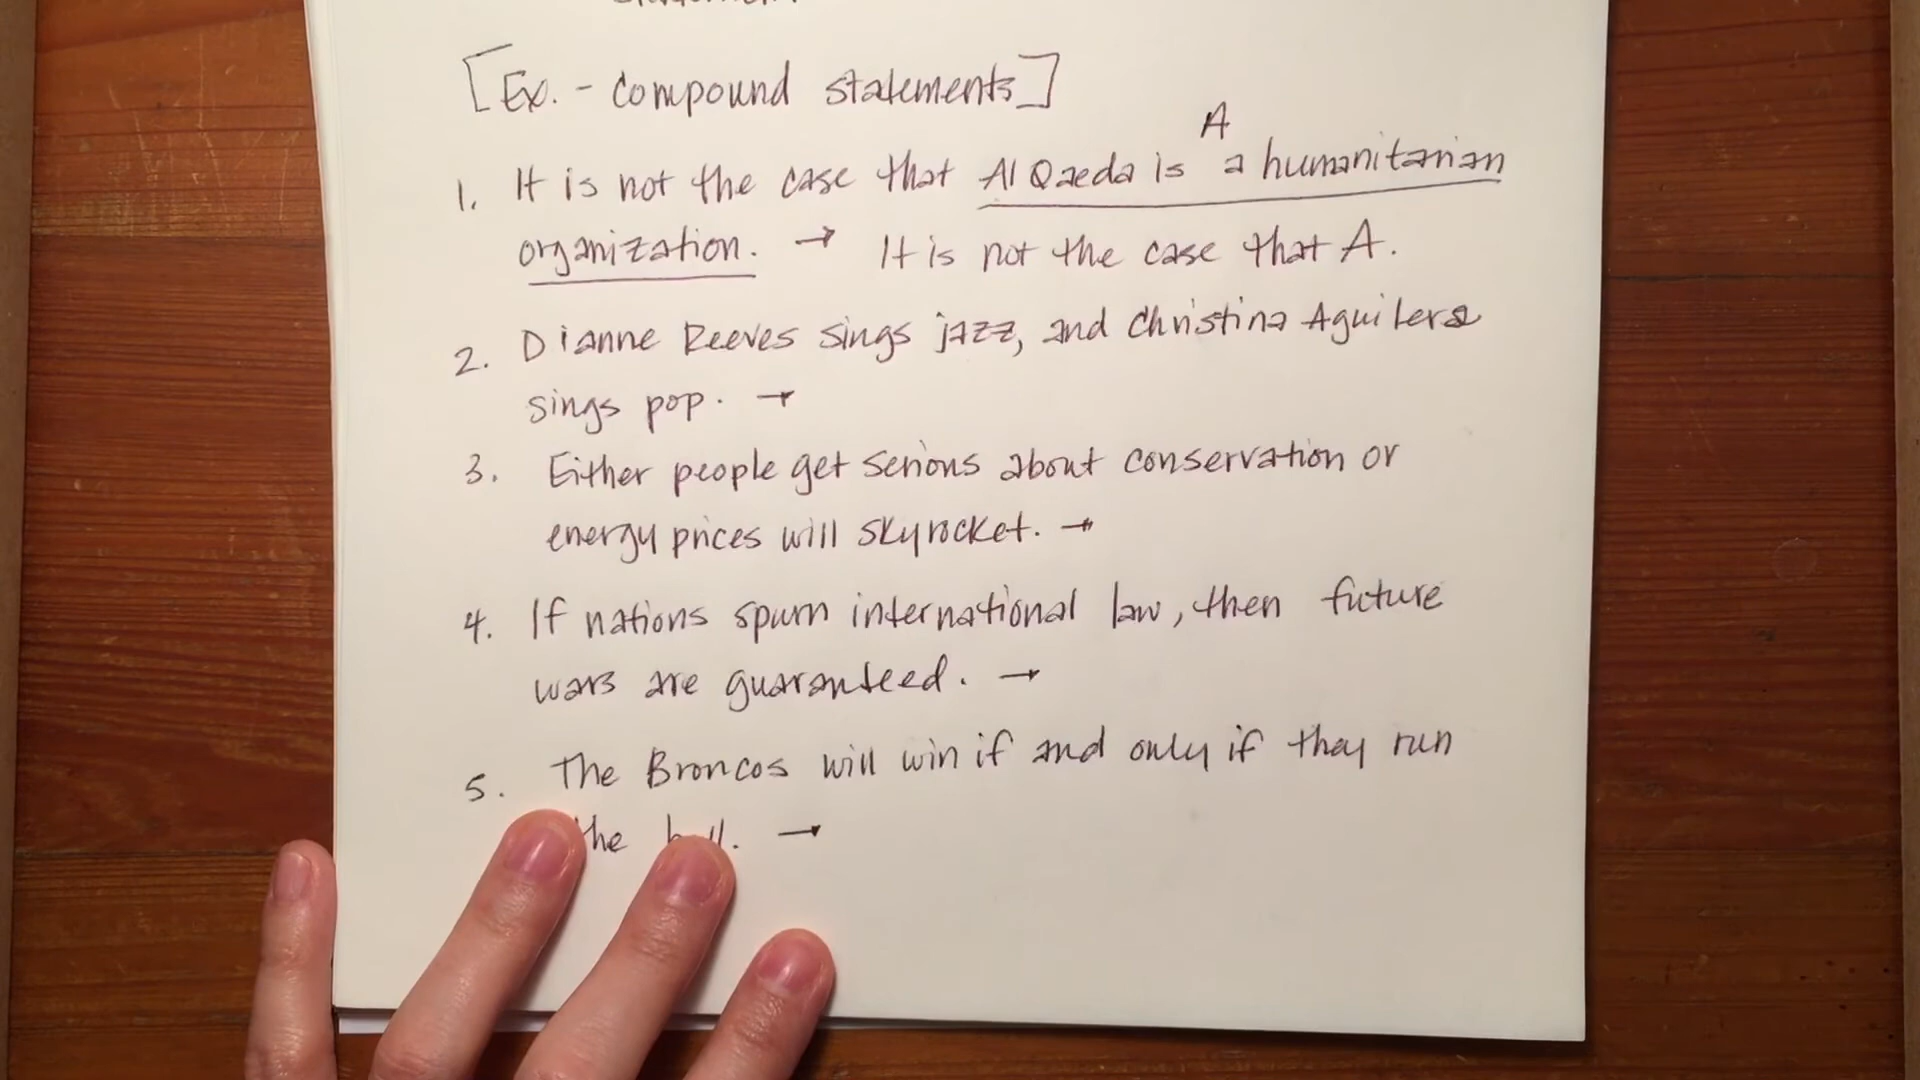 [Ex. - compound statements]
A
1. It is not the case that Al Qaeda is a humanitarian
organization. → It is not the case that A.
2. Dianne Reeves sings jazz, and Christina Aguilera
sings pop. →
3. Either people get serious about conservation or
energy prices will skyrocket. →
4. If nations spurn international law, then future
wars are guaranteed. →
5. The Broncos will win if and only if they run
the →